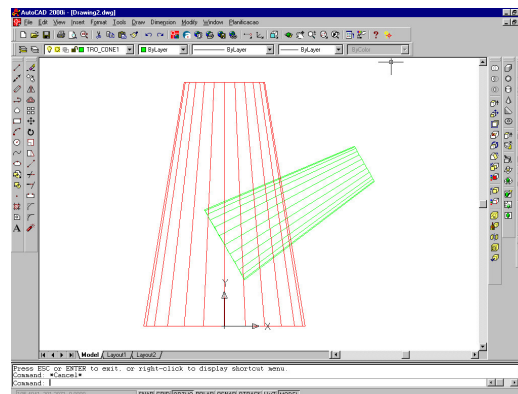 AutoCAD 2000i - [Drawing2.dwg]
File Edit View Insert Format Tools Draw Dimension Modify Window Planificacao
TRO_CONE1 ByLayer ByLayer ByLayer ByColor
Y
X
Model Layout1 Layout2
Press ESC or ENTER to exit, or right-click to display shortcut menu.
Command: *Cancel*
Command: